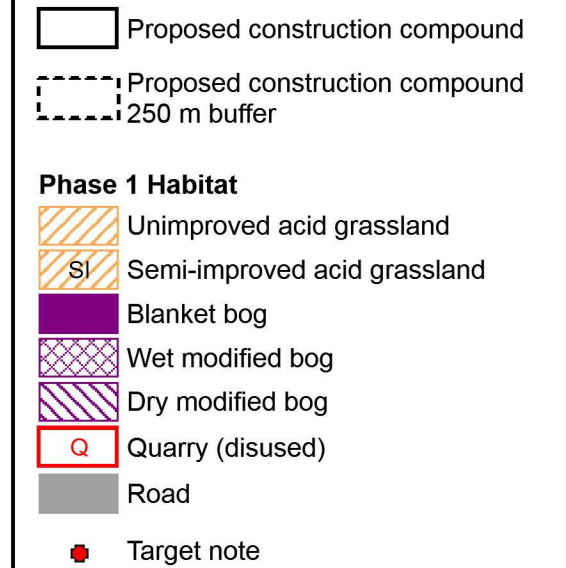 Proposed construction compound
Proposed construction compound
250 m buffer
Phase 1 Habitat
Unimproved acid grassland
SI Semi-improved acid grassland
Blanket bog
Wet modified bog
Dry modified bog
Q Quarry (disused)
Road
Target note